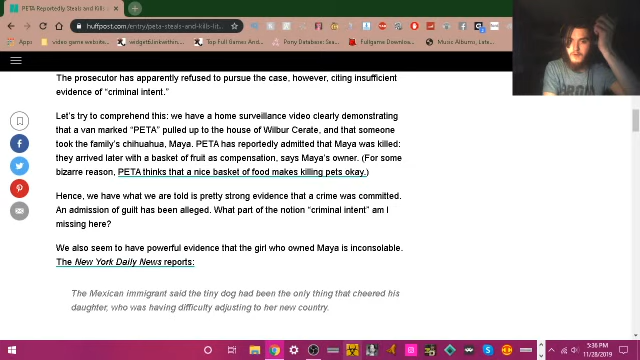 PETA Reportedly Steals and Kills
huffpost.com/entry/peta-steals-and-kills-lit...
video game website...
widget
Top Full Games And...
Pony Database : Sea...
Fullgame Download...
Music Albums, Late...
The prosecutor has apparently refused to pursue the case, however, citing insufficient
evidence of “criminal intent.”
Let’s try to comprehend this: we have a home surveillance video clearly demonstrating
that a van marked “PETA” pulled up to the house of Wilbur Cerate, and that someone
took the family’s chihuahua, Maya. PETA has reportedly admitted that Maya was killed:
they arrived later with a basket of fruit as compensation, says Maya’s owner. (For some
bizarre reason, PETA thinks that a nice basket of food makes killing pets okay.)
Hence, we have what we are told is pretty strong evidence that a crime was committed.
An admission of guilt has been alleged. What part of the notion “criminal intent” am I
missing here?
We also seem to have powerful evidence that the girl who owned Maya is inconsolable.
The New York Daily News reports:
The Mexican immigrant said the tiny dog had been the only thing that cheered his
daughter, who was having difficulty adjusting to her new country.
5:36 PM
11/28/2019